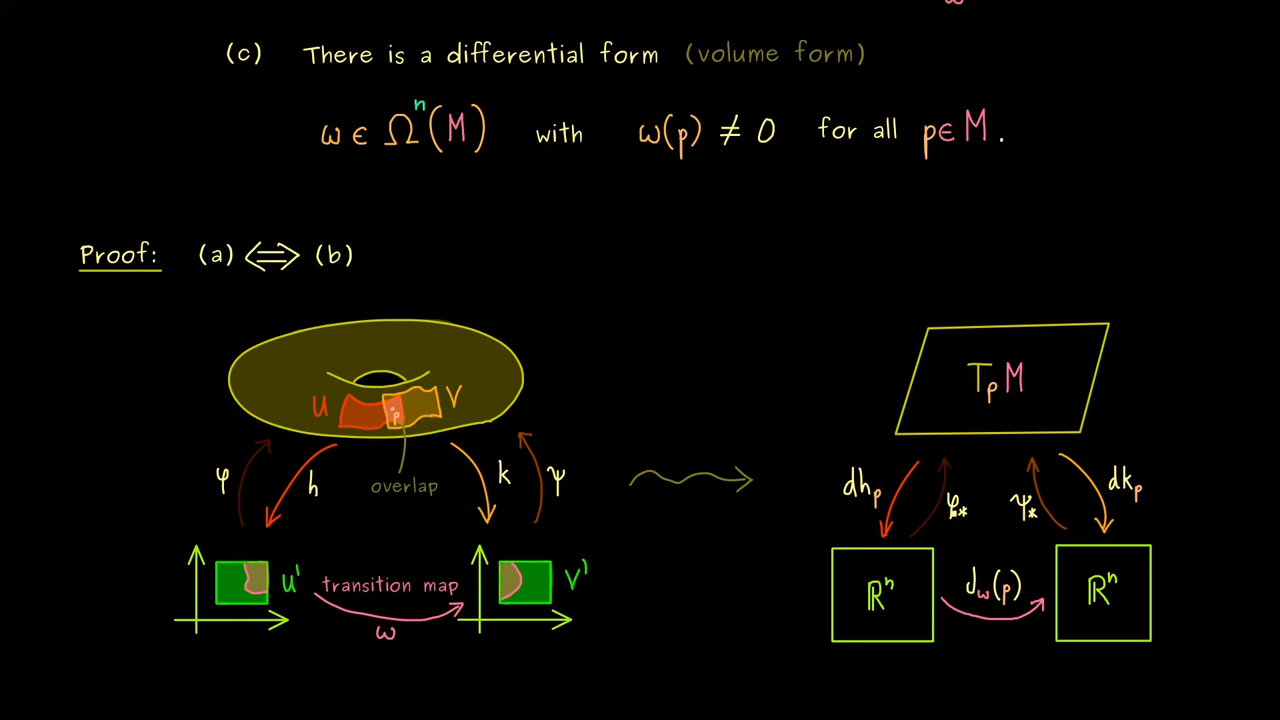 ω
(c) There is a differential form (volume form)
ω ∈ Ωⁿ(M) with ω(p) ≠ 0 for all p ∈ M.
Proof: (a) ⟺ (b)
U p V
TₚM
φ h overlap k ψ
dhₚ φ* ψ* dkₚ
U' transition map V'
ω
ℝⁿ J_ω(p) ℝⁿ